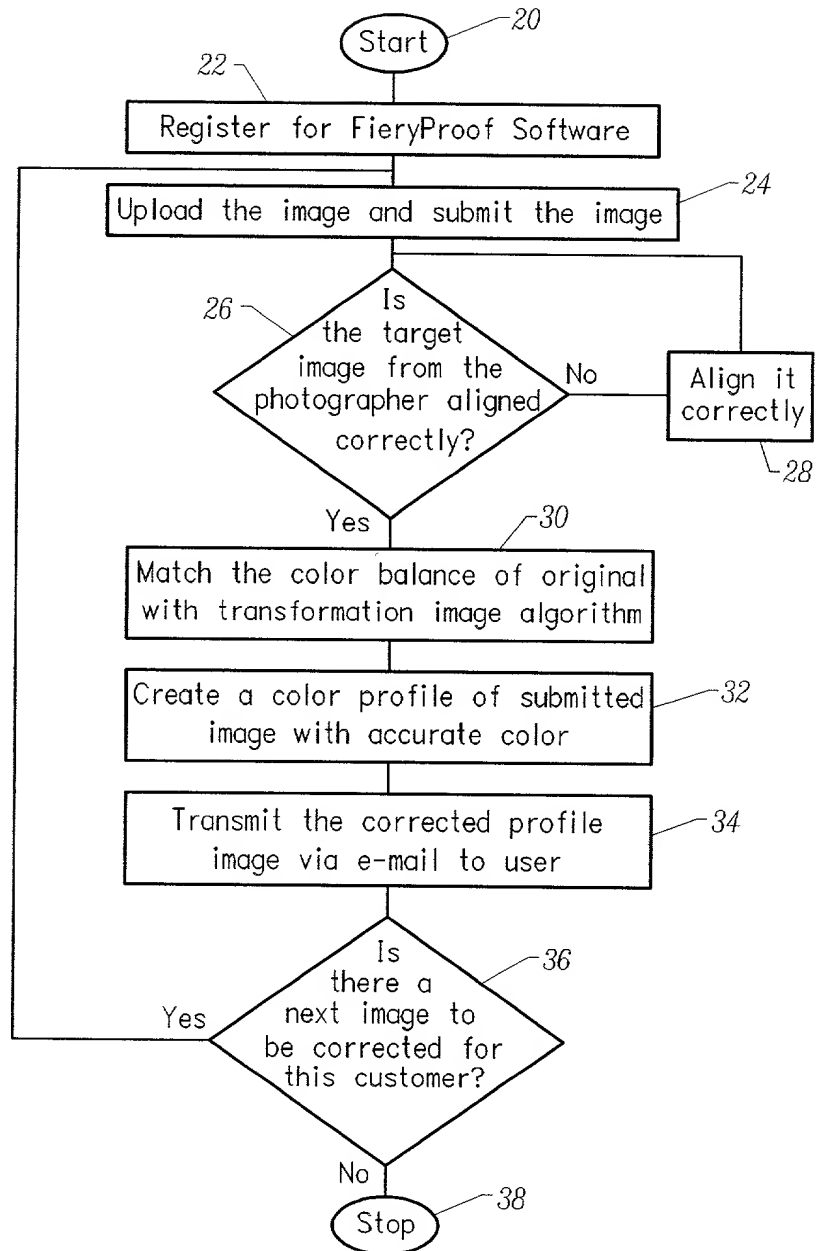 Start
20
22
Register for FieryProof Software
24
Upload the image and submit the image
26
Is
the target
image from the
photographer aligned
correctly?
No
Align it
correctly
28
Yes
30
Match the color balance of original
with transformation image algorithm
Create a color profile of submitted
image with accurate color
32
Transmit the corrected profile
image via e-mail to user
34
Is
there a
next image to
be corrected for
this customer?
36
Yes
No
Stop
38